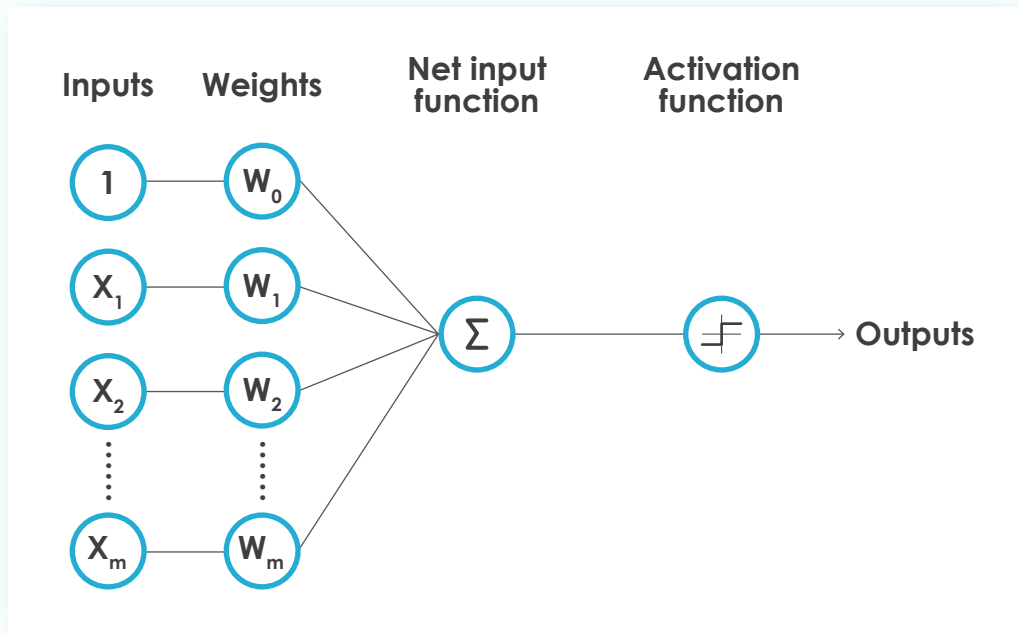 Inputs
Weights
Net input
function
Activation
function
1
W0
X1
W1
X2
W2
Xm
Wm
Σ
Outputs